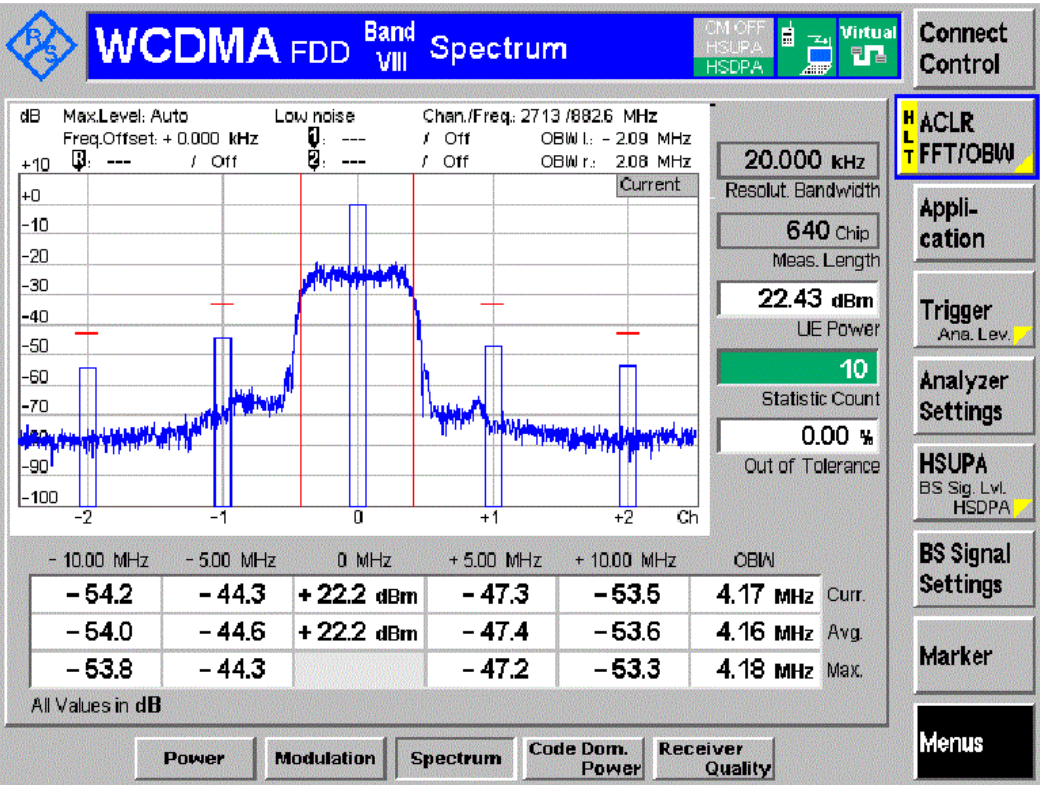 R&S
WCDMA FDD Band VIII Spectrum
CM OFF
HSUPA
HSDPA
Virtual
Connect Control
dB Max.Level: Auto Low noise Chan./Freq.: 2713 /882.6 MHz
Freq.Offset: + 0.000 kHz 1: --- / Off OBW l.: - 2.09 MHz
R: --- / Off 2: --- / Off OBW r.: 2.08 MHz
+10
Current
+0
-10
-20
-30
-40
-50
-60
-70
-90
-100
-2 -1 0 +1 +2 Ch
20.000 kHz
Resolut. Bandwidth
640 Chip
Meas. Length
22.43 dBm
UE Power
10
Statistic Count
0.00 %
Out of Tolerance
HLT ACLR FFT/OBW
Appli-
cation
Trigger
Ana. Lev.
Analyzer
Settings
HSUPA
BS Sig. Lvl.
HSDPA
BS Signal
Settings
Marker
Menus
- 10.00 MHz - 5.00 MHz 0 MHz + 5.00 MHz + 10.00 MHz OBW
- 54.2 - 44.3 + 22.2 dBm - 47.3 - 53.5 4.17 MHz Curr.
- 54.0 - 44.6 + 22.2 dBm - 47.4 - 53.6 4.16 MHz Avg.
- 53.8 - 44.3 - 47.2 - 53.3 4.18 MHz Max.
All Values in dB
Power Modulation Spectrum Code Dom. Power Receiver Quality